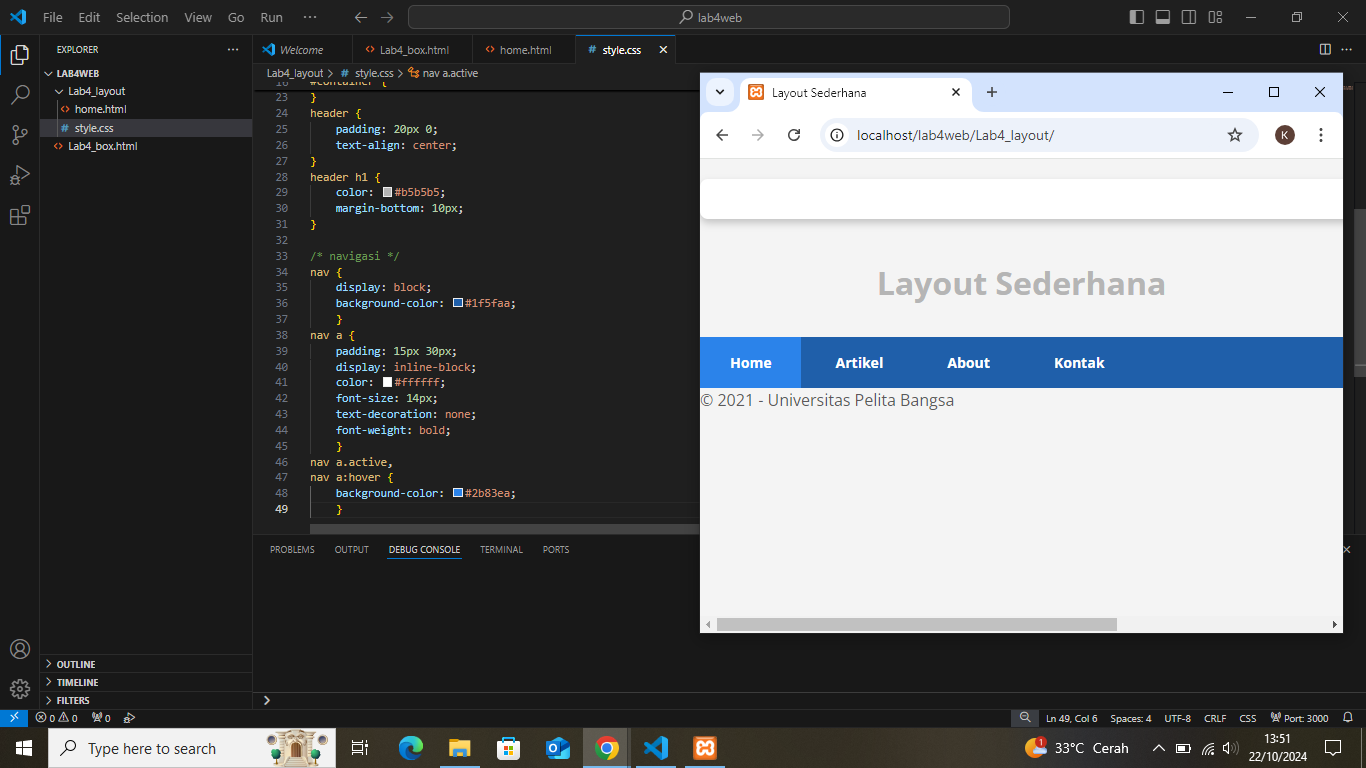 File Edit Selection View Go Run ··· lab4web
EXPLORER ···
LAB4WEB
Lab4_layout
home.html
style.css
Lab4_box.html
OUTLINE
TIMELINE
FILTERS
Welcome Lab4_box.html home.html # style.css
Lab4_layout > # style.css > nav a.active
16 #container {
23 }
24 header {
25 padding: 20px 0;
26 text-align: center;
27 }
28 header h1 {
29 color: #b5b5b5;
30 margin-bottom: 10px;
31 }
32
33 /* navigasi */
34 nav {
35 display: block;
36 background-color: #1f5faa;
37 }
38 nav a {
39 padding: 15px 30px;
40 display: inline-block;
41 color: #ffffff;
42 font-size: 14px;
43 text-decoration: none;
44 font-weight: bold;
45 }
46 nav a.active,
47 nav a:hover {
48 background-color: #2b83ea;
49 }
PROBLEMS OUTPUT DEBUG CONSOLE TERMINAL PORTS
Layout Sederhana
localhost/lab4web/Lab4_layout/
K
Layout Sederhana
Home Artikel About Kontak
© 2021 - Universitas Pelita Bangsa
0 0 0 Ln 49, Col 6 Spaces: 4 UTF-8 CRLF CSS Port: 3000
Type here to search
1 33°C Cerah
13:51
22/10/2024